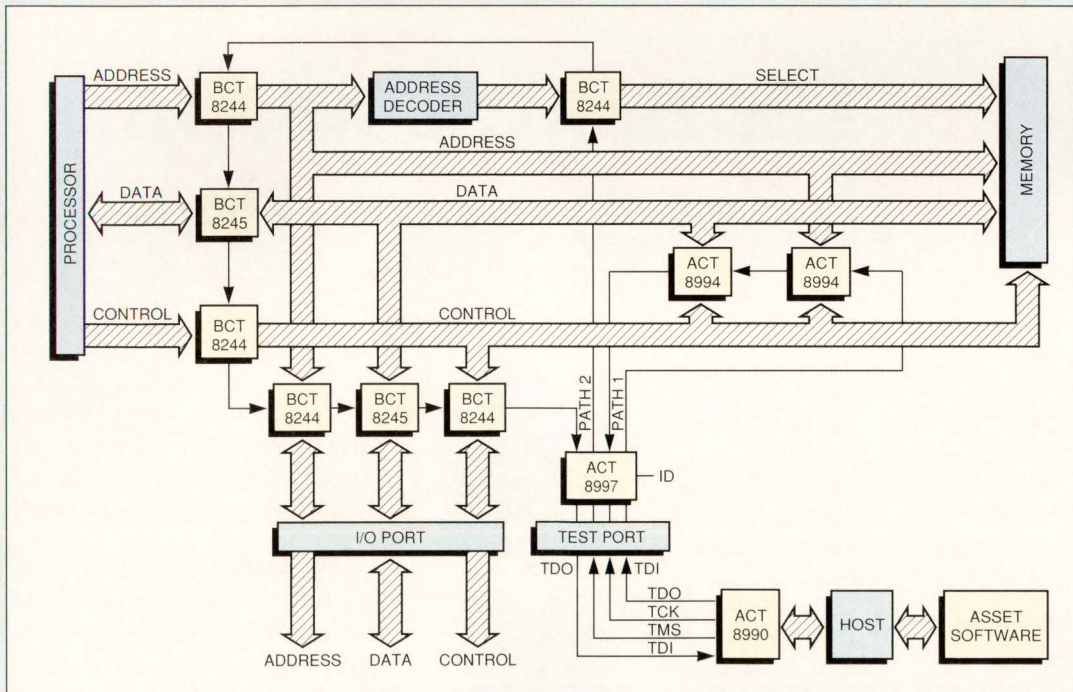 ADDRESS
BCT
8244
ADDRESS
DECODER
BCT
8244
SELECT
ADDRESS
PROCESSOR
DATA
BCT
8245
DATA
MEMORY
ACT
8994
ACT
8994
CONTROL
BCT
8244
CONTROL
BCT
8244
BCT
8245
BCT
8244
PATH 2
PATH 1
ACT
8997
ID
I/O PORT
TEST PORT
TDO
TDI
TDO
TCK
TMS
TDI
ACT
8990
HOST
ASSET
SOFTWARE
ADDRESS
DATA
CONTROL